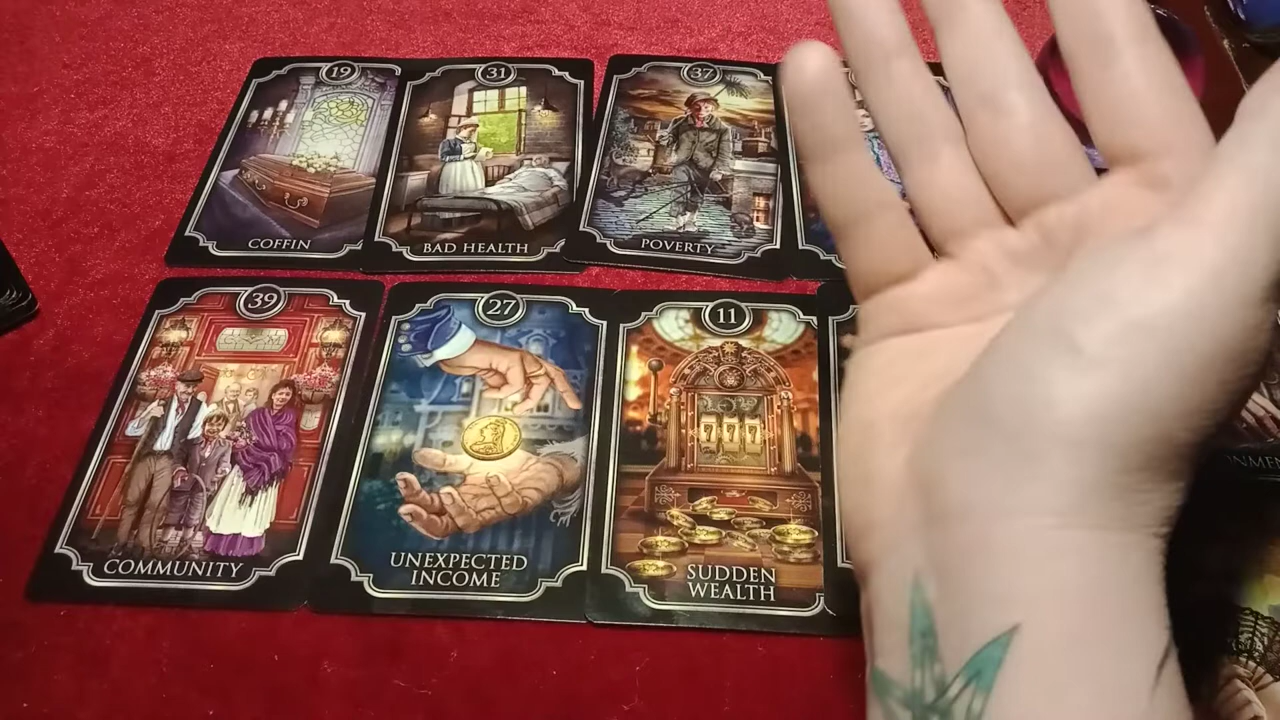 19
COFFIN
31
BAD HEALTH
37
POVERTY
39
COMMUNITY
27
UNEXPECTED
INCOME
11
777
SUDDEN
WEALTH